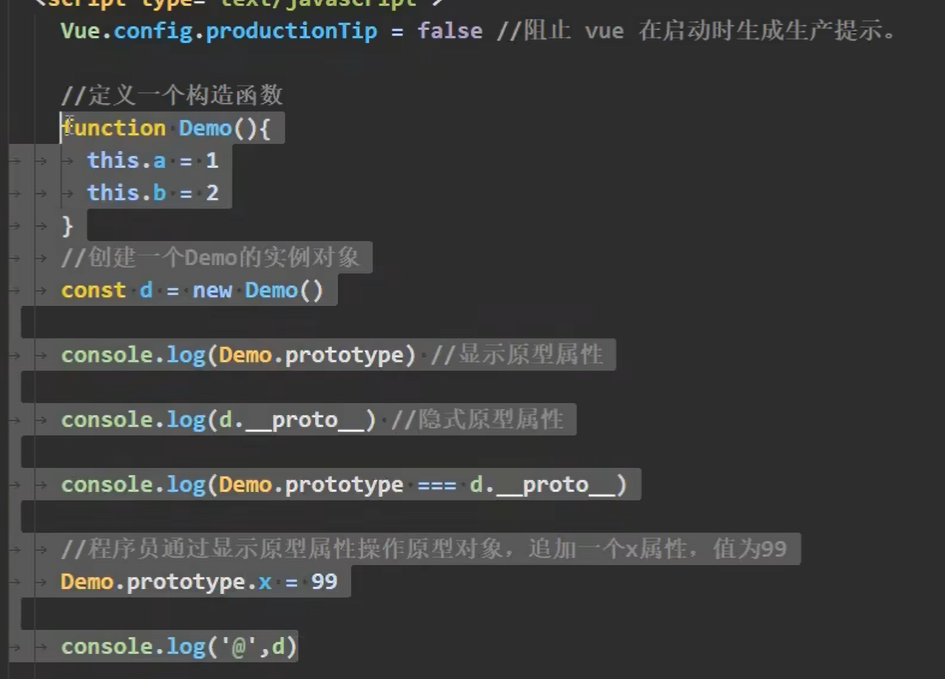 <script type="text/javascript">
Vue.config.productionTip = false //阻止 vue 在启动时生成生产提示。
//定义一个构造函数
function Demo(){
this.a = 1
this.b = 2
}
//创建一个Demo的实例对象
const d = new Demo()
console.log(Demo.prototype) //显示原型属性
console.log(d.__proto__) //隐式原型属性
console.log(Demo.prototype === d.__proto__)
//程序员通过显示原型属性操作原型对象，追加一个x属性，值为99
Demo.prototype.x = 99
console.log('@',d)